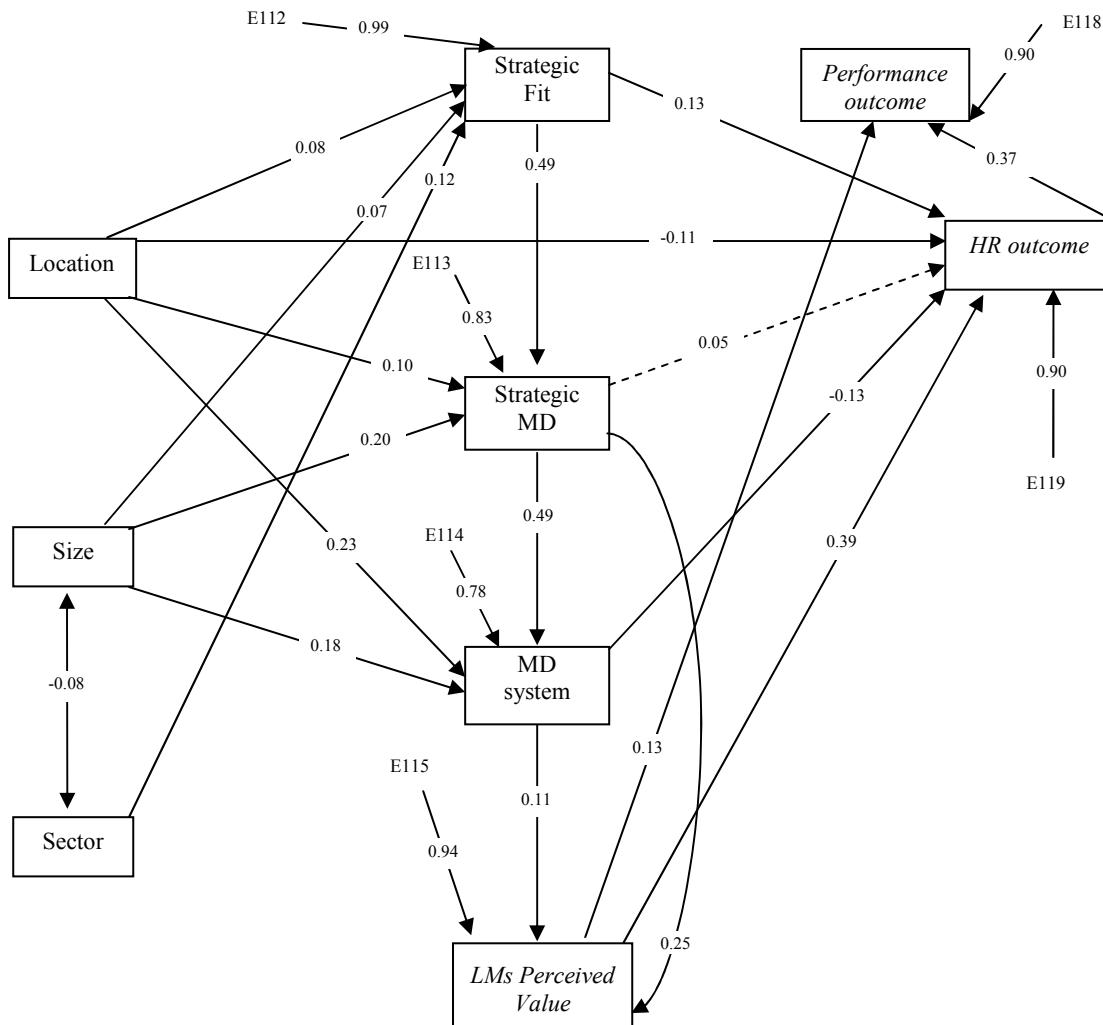 E112
0.99
Strategic
Fit
E118
0.90
Performance
outcome
0.13
0.37
0.08
0.49
0.12
0.07
Location
-0.11
HR outcome
E113
0.83
0.05
0.10
Strategic
MD
-0.13
0.90
0.20
E119
0.49
Size
0.23
E114
0.39
0.78
0.18
MD
system
-0.08
0.13
E115
0.11
Sector
0.94
0.25
LMs Perceived
Value